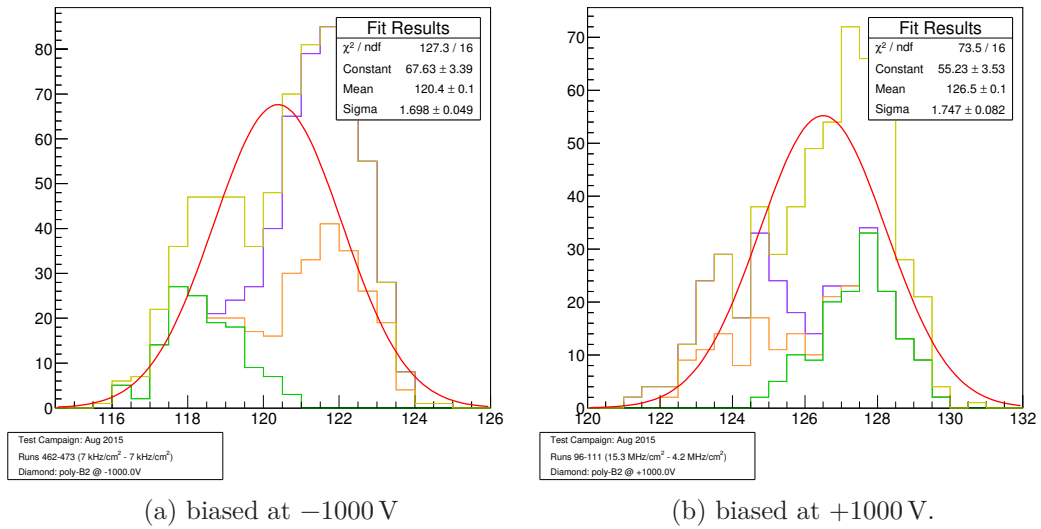 Fit Results
χ² / ndf 127.3 / 16
Constant 67.63 ± 3.39
Mean 120.4 ± 0.1
Sigma 1.698 ± 0.049
80
70
60
50
40
30
20
10
0
116 118 120 122 124 126
Test Campaign: Aug 2015
Runs 462-473 (7 kHz/cm² - 7 kHz/cm²)
Diamond: poly-B2 @ -1000.0V
(a) biased at −1000 V
Fit Results
χ² / ndf 73.5 / 16
Constant 55.23 ± 3.53
Mean 126.5 ± 0.1
Sigma 1.747 ± 0.082
70
60
50
40
30
20
10
0
120 122 124 126 128 130 132
Test Campaign: Aug 2015
Runs 96-111 (15.3 MHz/cm² - 4.2 MHz/cm²)
Diamond: poly-B2 @ +1000.0V
(b) biased at +1000 V.